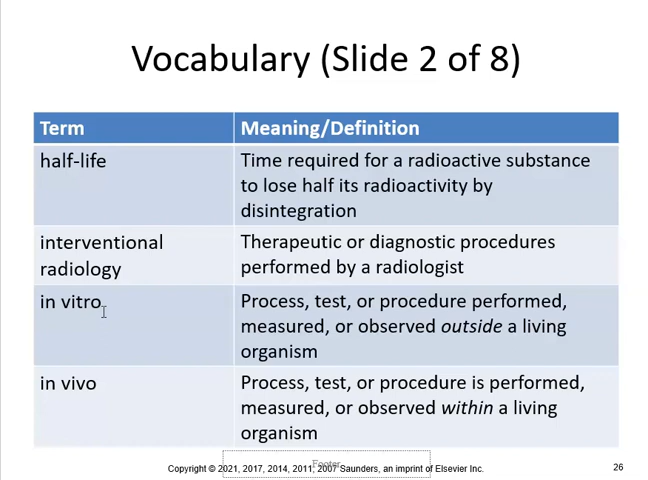 Vocabulary (Slide 2 of 8)
Term
Meaning/Definition
half-life
Time required for a radioactive substance
to lose half its radioactivity by
disintegration
interventional
radiology
Therapeutic or diagnostic procedures
performed by a radiologist
in vitro
Process, test, or procedure performed,
measured, or observed outside a living
organism
in vivo
Process, test, or procedure is performed,
measured, or observed within a living
organism
Footer
Copyright © 2021, 2017, 2014, 2011, 2007 Saunders, an imprint of Elsevier Inc.
26